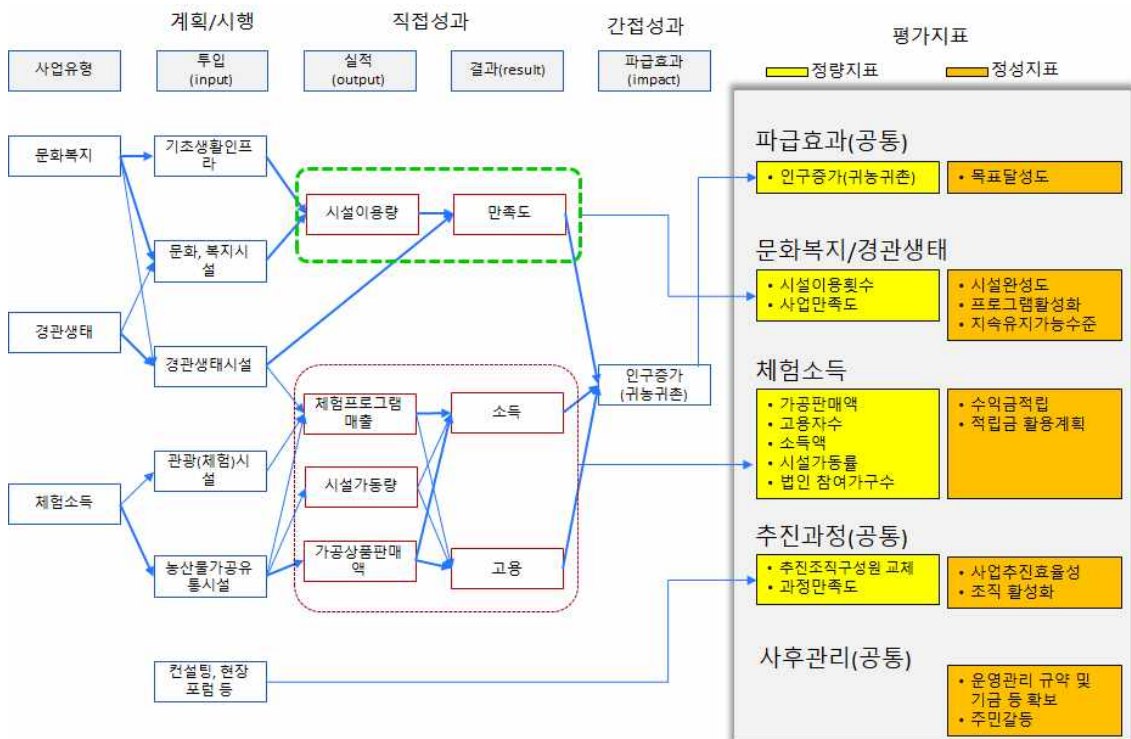 계획/시행
직접성과
간접성과
평가지표
사업유형
투입
(input)
실적
(output)
결과(result)
파급효과
(impact)
정량지표
정성지표
문화복지
경관생태
체험소득
기초생활인프
라
문화, 복지시
설
경관생태시설
관광(체험)시
설
농산물가공유
통시설
컨설팅, 현장
포럼 등
시설이용량
만족도
체험프로그램
매출
시설가동량
가공상품판매
액
소득
고용
인구증가
(귀농귀촌)
파급효과(공통)
• 인구증가(귀농귀촌)
• 목표달성도
문화복지/경관생태
• 시설이용횟수
• 사업만족도
• 시설완성도
• 프로그램활성화
• 지속유지가능수준
체험소득
• 가공판매액
• 고용자수
• 소득액
• 시설가동률
• 법인 참여가구수
• 수익금적립
• 적립금 활용계획
추진과정(공통)
• 추진조직구성원 교체
• 과정만족도
• 사업추진효율성
• 조직 활성화
사후관리(공통)
• 운영관리 규약 및
기금 등 확보
• 주민갈등